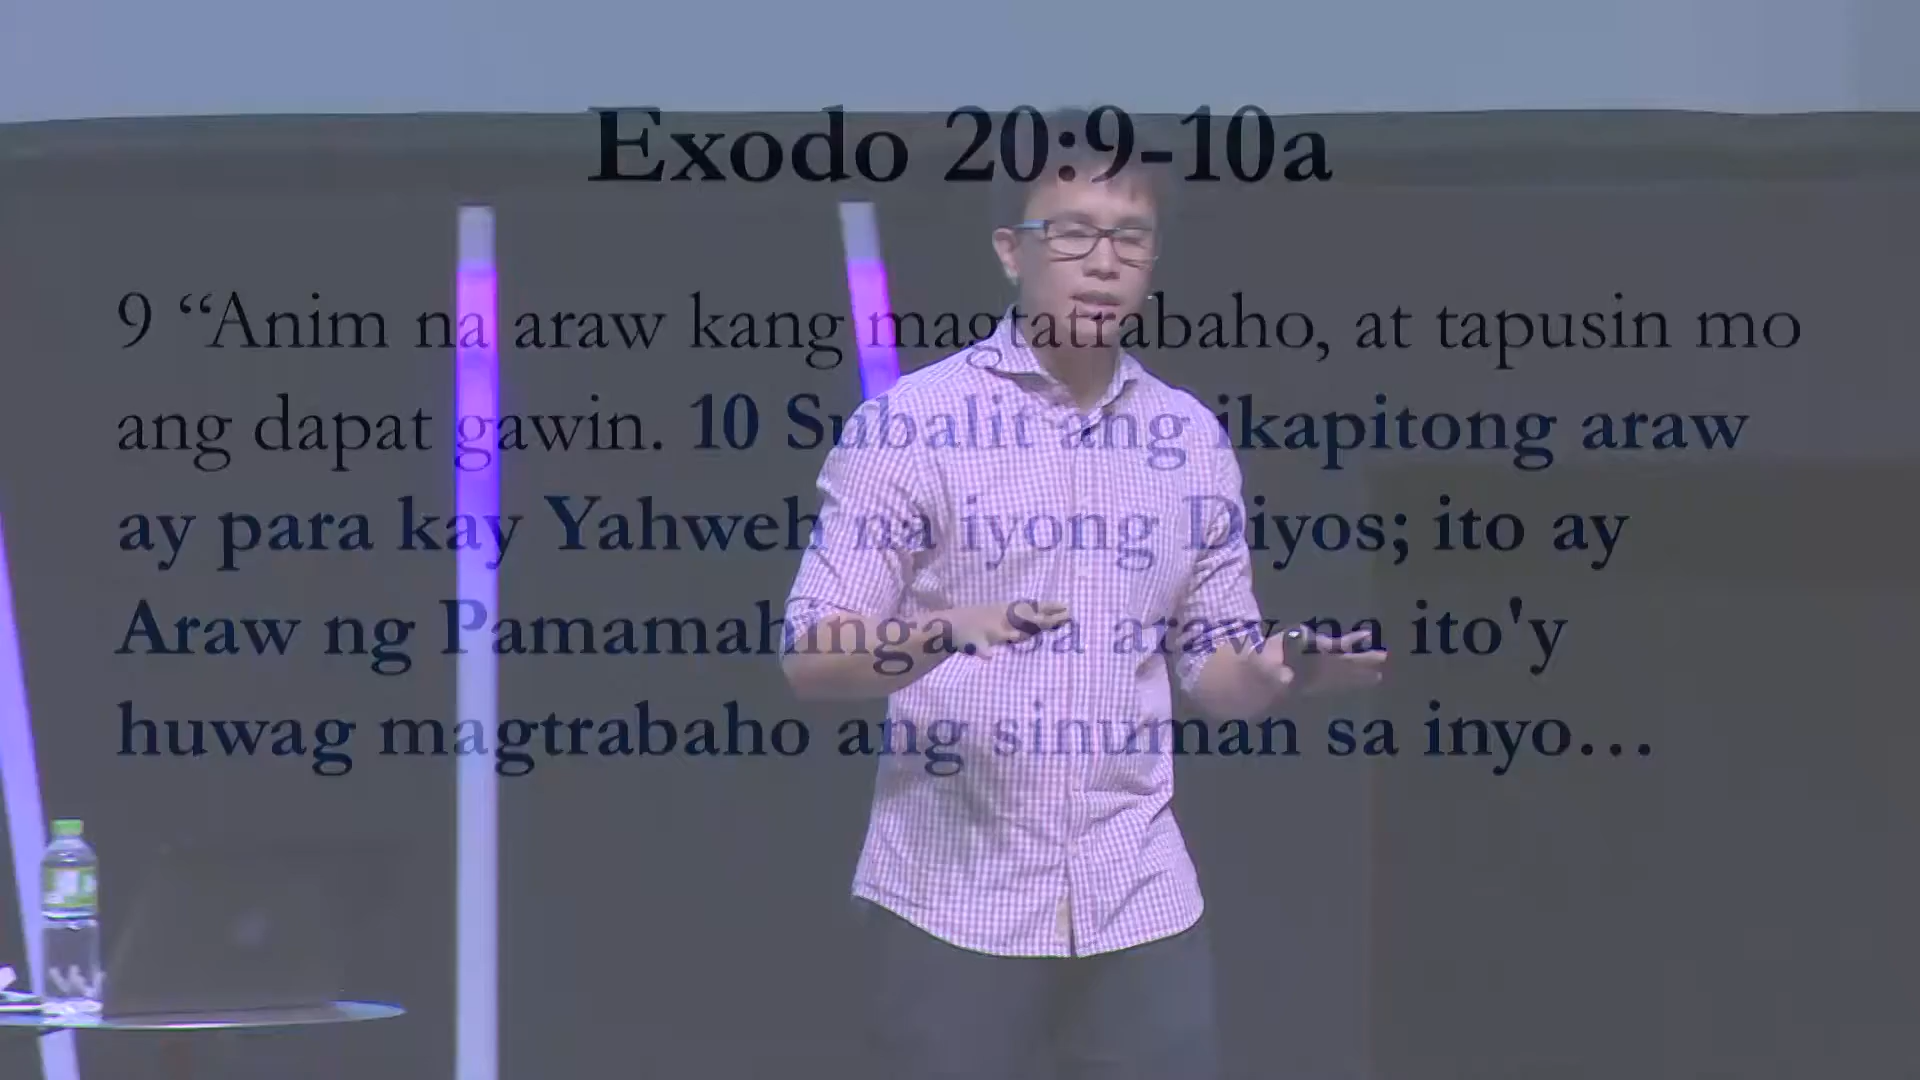 Exodo 20:9-10a
9 “Anim na araw kang magtatrabaho, at tapusin mo
ang dapat gawin. 10 Subalit ang ikapitong araw
ay para kay Yahweh na iyong Diyos; ito ay
Araw ng Pamamahinga. Sa araw na ito'y
huwag magtrabaho ang sinuman sa inyo…